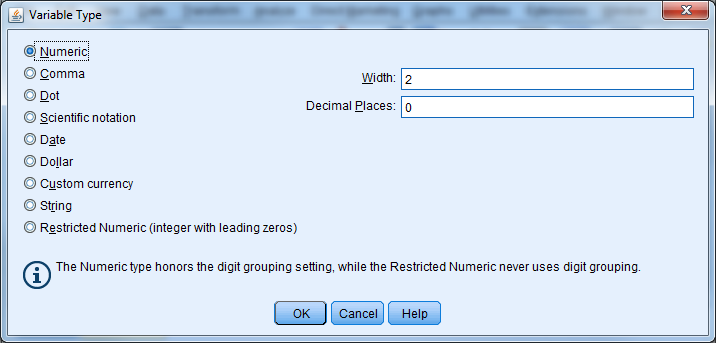 Variable Type
Numeric
Comma
Dot
Scientific notation
Date
Dollar
Custom currency
String
Restricted Numeric (integer with leading zeros)
Width: 2
Decimal Places: 0
The Numeric type honors the digit grouping setting, while the Restricted Numeric never uses digit grouping.
OK Cancel Help